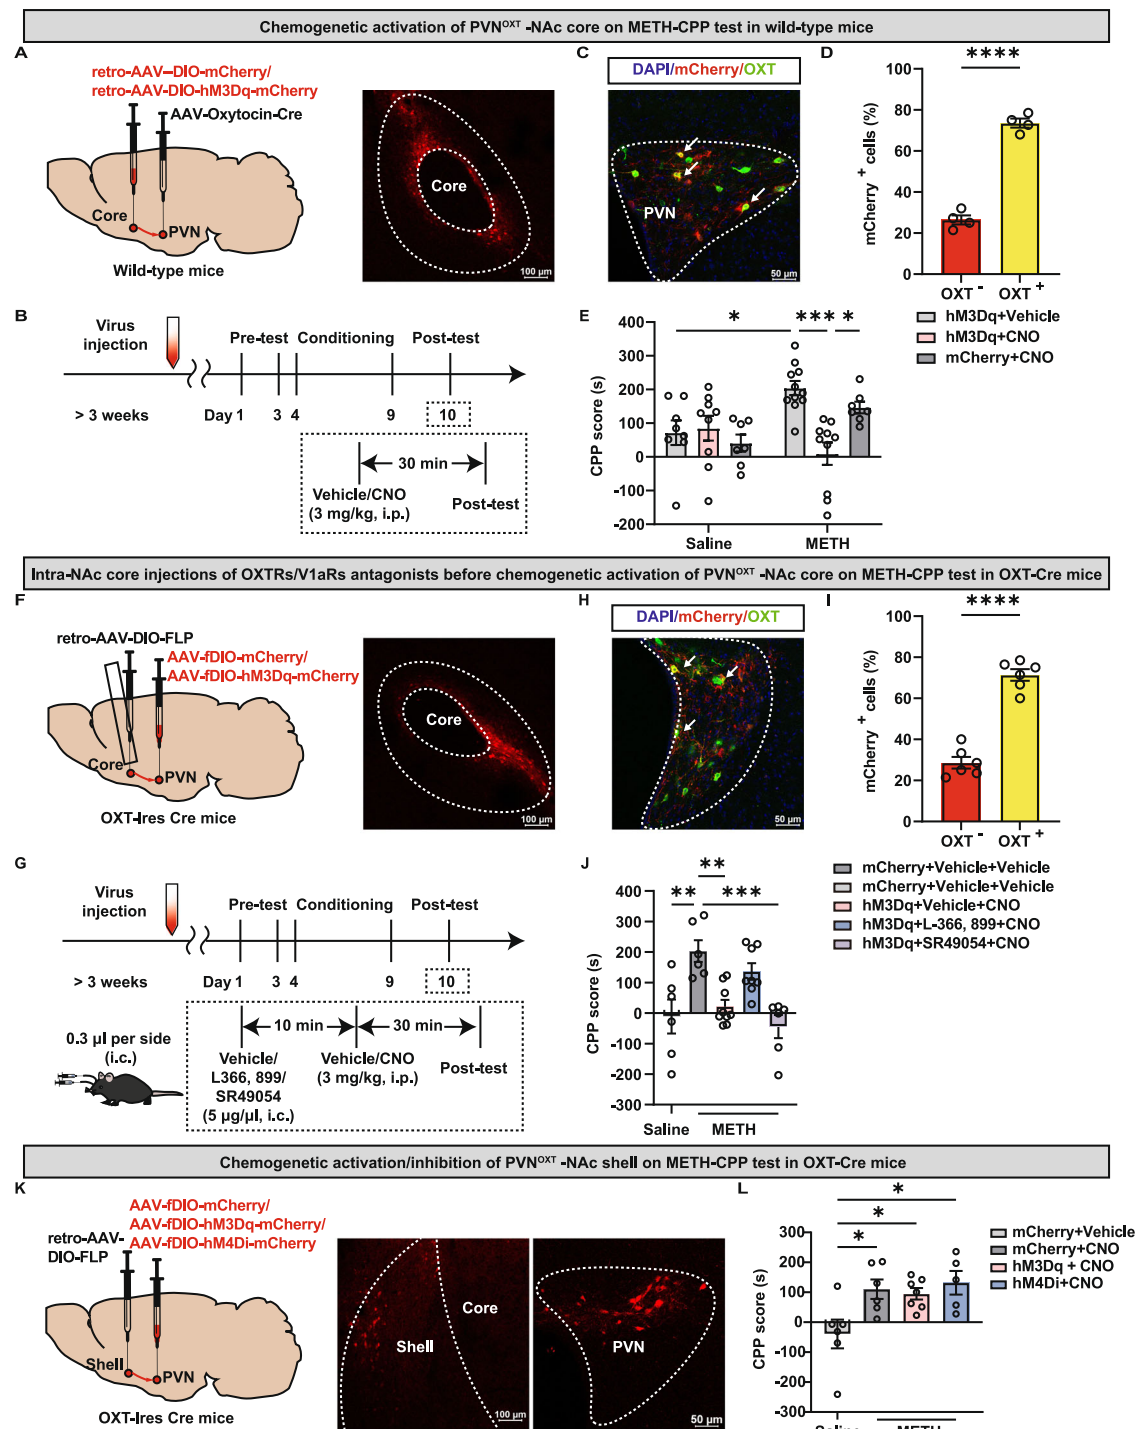 Chemogenetic activation of PVNOXT -NAc core on METH-CPP test in wild-type mice
A
retro-AAV–DIO-mCherry/
retro-AAV-DIO-hM3Dq-mCherry
AAV-Oxytocin-Cre
Core
PVN
Wild-type mice
Core
100 µm
C
DAPI/mCherry/OXT
PVN
50 µm
D
****
mCherry + cells (%)
100
80
60
40
20
0
OXT -
OXT +
B
Virus
injection
Pre-test
Conditioning
Post-test
> 3 weeks
Day 1
3
4
9
10
30 min
Vehicle/CNO
(3 mg/kg, i.p.)
Post-test
E
*
***
*
CPP score (s)
400
300
200
100
0
-100
-200
Saline
METH
hM3Dq+Vehicle
hM3Dq+CNO
mCherry+CNO
Intra-NAc core injections of OXTRs/V1aRs antagonists before chemogenetic activation of PVNOXT -NAc core on METH-CPP test in OXT-Cre mice
F
retro-AAV-DIO-FLP
AAV-fDIO-mCherry/
AAV-fDIO-hM3Dq-mCherry
Core
PVN
OXT-Ires Cre mice
Core
100 µm
H
DAPI/mCherry/OXT
50 µm
I
****
mCherry + cells (%)
100
80
60
40
20
0
OXT -
OXT +
G
Virus
injection
Pre-test
Conditioning
Post-test
> 3 weeks
Day 1
3
4
9
10
0.3 µl per side
(i.c.)
10 min
30 min
Vehicle/
L366, 899/
SR49054
(5 µg/µl, i.c.)
Vehicle/CNO
(3 mg/kg, i.p.)
Post-test
J
**
**
***
CPP score (s)
400
300
200
100
0
-100
-200
-300
Saline
METH
mCherry+Vehicle+Vehicle
mCherry+Vehicle+Vehicle
hM3Dq+Vehicle+CNO
hM3Dq+L-366, 899+CNO
hM3Dq+SR49054+CNO
Chemogenetic activation/inhibition of PVNOXT -NAc shell on METH-CPP test in OXT-Cre mice
K
AAV-fDIO-mCherry/
AAV-fDIO-hM3Dq-mCherry/
AAV-fDIO-hM4Di-mCherry
retro-AAV-
DIO-FLP
Shell
PVN
OXT-Ires Cre mice
Core
Shell
100 µm
PVN
50 µm
L
*
*
*
CPP score (s)
300
200
100
0
-100
-200
-300
Saline
METH
mCherry+Vehicle
mCherry+CNO
hM3Dq + CNO
hM4Di+CNO